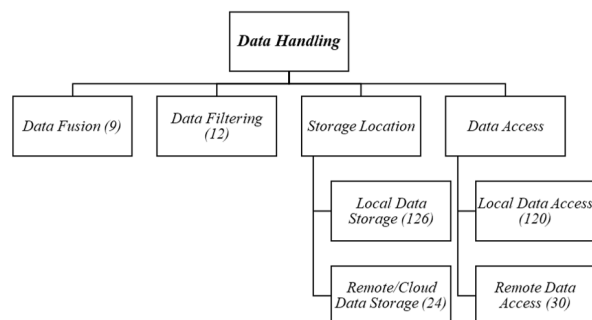 Data Handling
Data Fusion (9)
Data Filtering
(12)
Storage Location
Data Access
Local Data
Storage (126)
Local Data Access
(120)
Remote/Cloud
Data Storage (24)
Remote Data
Access (30)